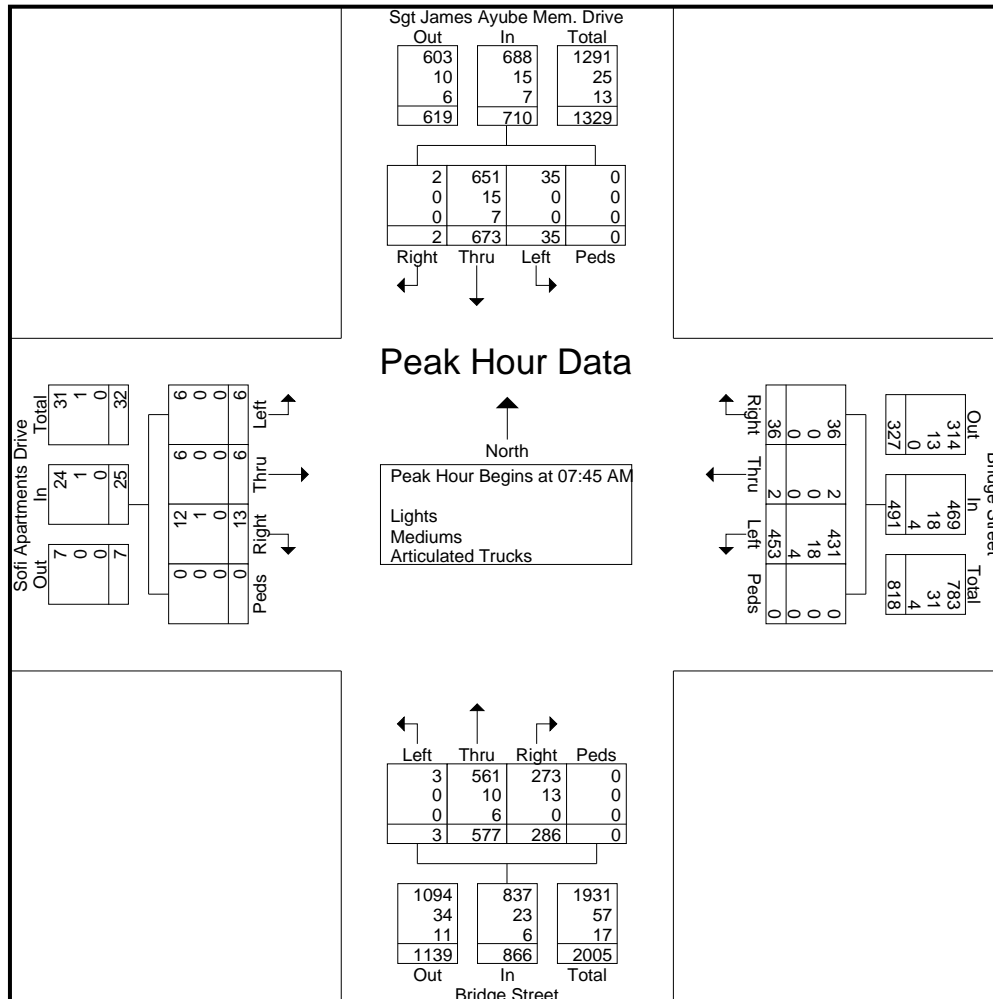 Sgt James Ayube Mem. Drive
Out In Total
603 688 1291
10 15 25
6 7 13
619 710 1329
2 651 35 0
0 15 0 0
0 7 0 0
2 673 35 0
Right Thru Left Peds
Peak Hour Data
North
Peak Hour Begins at 07:45 AM
Lights
Mediums
Articulated Trucks
Sofi Apartments Drive
Out In Total
7 24 31
0 1 1
0 0 0
7 25 32
0 12 6 6
0 1 0 0
0 0 0 0
0 13 6 6
Peds Right Thru Left
Bridge Street
Out In Total
314 469 783
13 18 31
0 4 4
327 491 818
36 2 431 0
0 0 18 0
0 0 4 0
36 2 453 0
Right Thru Left Peds
Left Thru Right Peds
3 561 273 0
0 10 13 0
0 6 0 0
3 577 286 0
1094 837 1931
34 23 57
11 6 17
1139 866 2005
Out In Total
Bridge Street